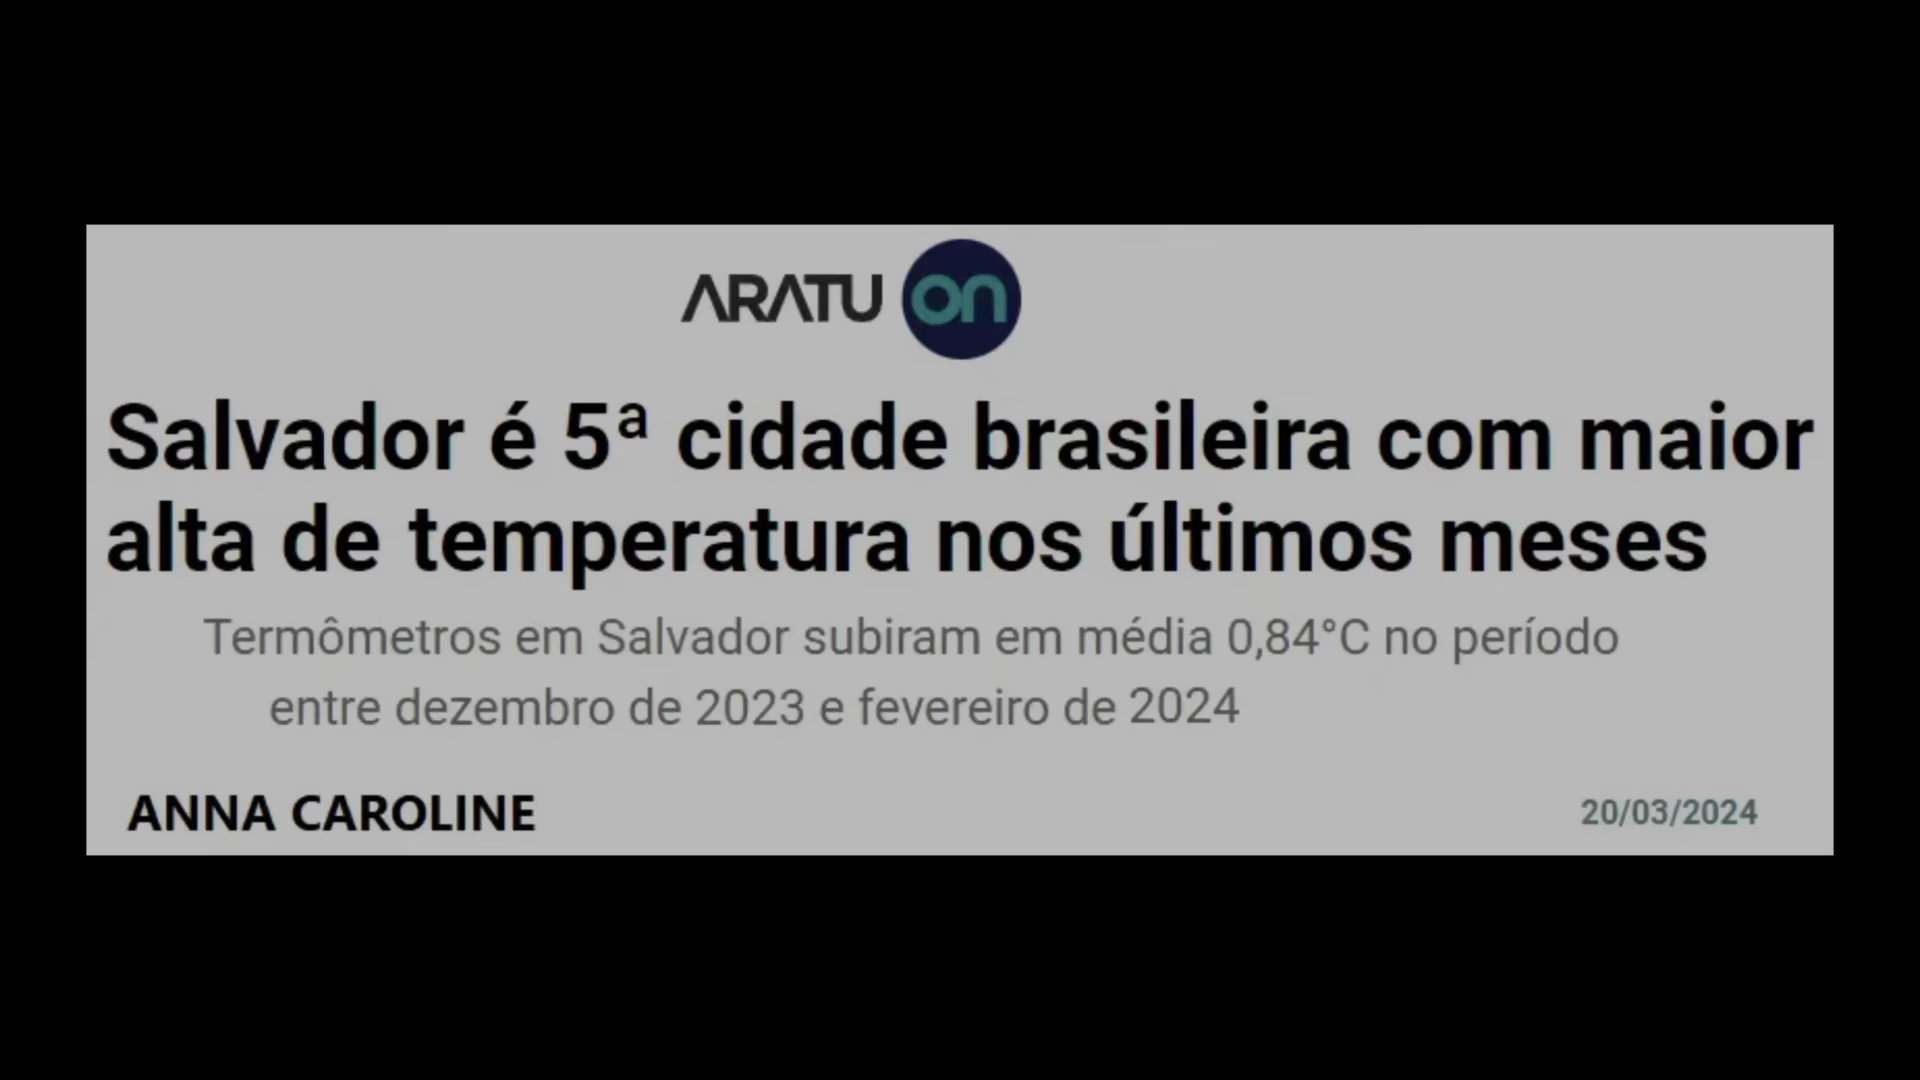 ARATU on
Salvador é 5ª cidade brasileira com maior
alta de temperatura nos últimos meses
Termômetros em Salvador subiram em média 0,84°C no período
entre dezembro de 2023 e fevereiro de 2024
ANNA CAROLINE
20/03/2024